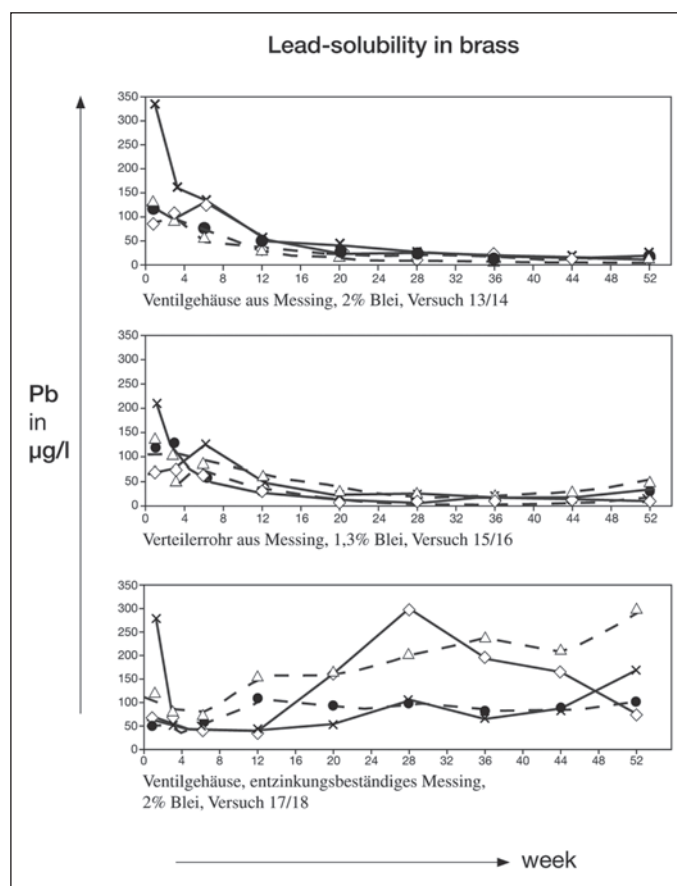 Lead-solubility in brass
Pb
in
µg/l
350
300
250
200
150
100
50
0
0 4 8 12 16 20 24 28 32 36 40 44 48 52
Ventilgehäuse aus Messing, 2% Blei, Versuch 13/14
350
300
250
200
150
100
50
0
0 4 8 12 16 20 24 28 32 36 40 44 48 52
Verteilerrohr aus Messing, 1,3% Blei, Versuch 15/16
350
300
250
200
150
100
50
0
0 4 8 12 16 20 24 28 32 36 40 44 48 52
Ventilgehäuse, entzinkungsbeständiges Messing,
2% Blei, Versuch 17/18
week